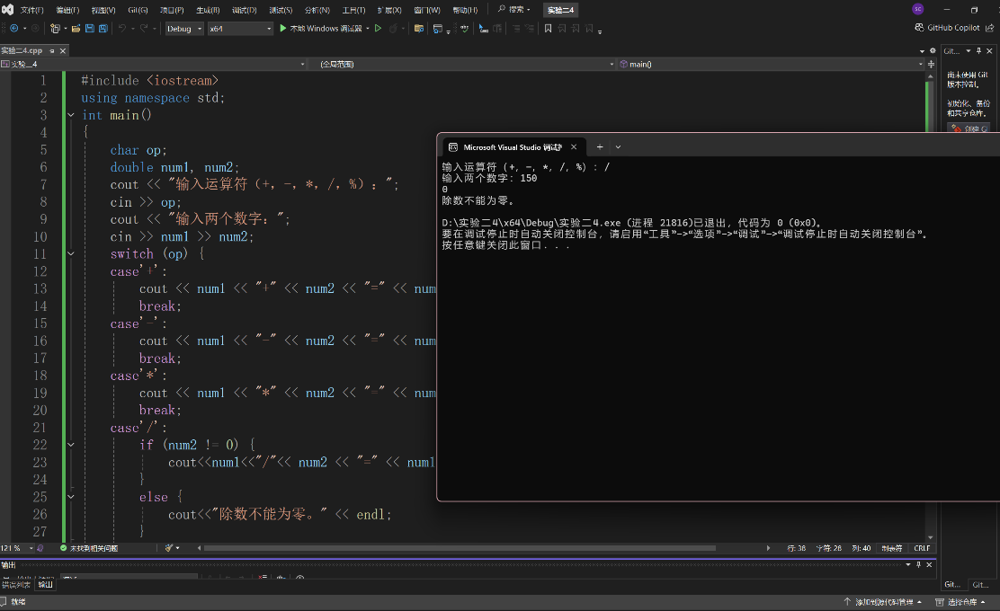 文件(F) 编辑(E) 视图(V) Git(G) 项目(P) 生成(B) 调试(D) 测试(S) 分析(N) 工具(T) 扩展(X) 窗口(W) 帮助(H) 搜索 实验二4 SC
Debug x64 本地 Windows 调试器 GitHub Copilot
实验二4.cpp Git...
实验_4 (全局范围) main()
尚未使用 Git
版本控制。
初始化、备份
和共享仓库。
创建 G
1 #include <iostream>
2 using namespace std;
3 int main()
4 {
5 char op;
6 double num1, num2;
7 cout << "输入运算符（+，-，*，/，%）：";
8 cin >> op;
9 cout << "输入两个数字：";
10 cin >> num1 >> num2;
11 switch (op) {
12 case'+':
13 cout << num1 << "+" << num2 << "=" << num
14 break;
15 case'-':
16 cout << num1 << "-" << num2 << "=" << num
17 break;
18 case'*':
19 cout << num1 << "*" << num2 << "=" << num
20 break;
21 case'/':
22 if (num2 != 0) {
23 cout<<num1<<"/"<< num2 << "=" << num1
24 }
25 else {
26 cout<<"除数不能为零。" << endl;
27 }
Microsoft Visual Studio 调试
输入运算符（+，-，*，/，%）：/
输入两个数字：150
0
除数不能为零。
D:\实验二4\x64\Debug\实验二4.exe (进程 21816)已退出，代码为 0 (0x0)。
要在调试停止时自动关闭控制台，请启用“工具”->“选项”->“调试”->“调试停止时自动关闭控制台”。
按任意键关闭此窗口. . .
121 % 未找到相关问题 行: 38 字符: 28 列: 40 制表符 CRLF
输出
错误列表 输出 Git... Git...
就绪 添加到源代码管理 选择仓库